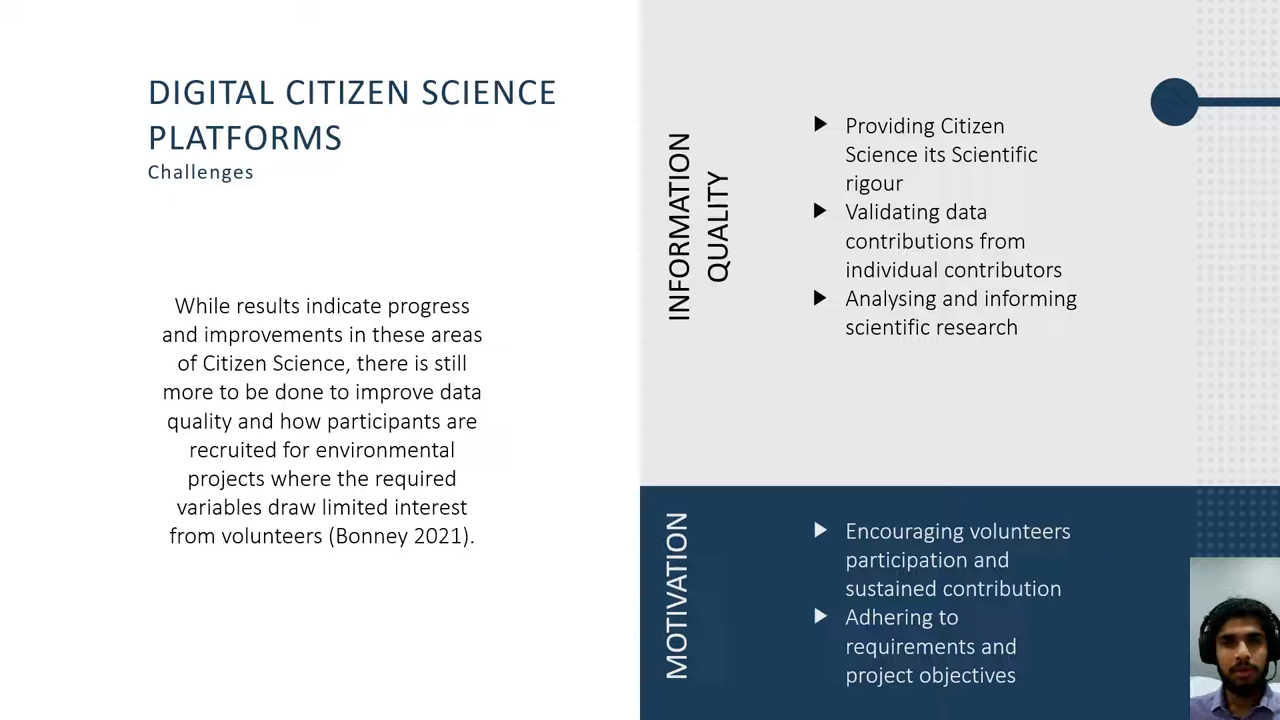 DIGITAL CITIZEN SCIENCE
PLATFORMS
Challenges
While results indicate progress
and improvements in these areas
of Citizen Science, there is still
more to be done to improve data
quality and how participants are
recruited for environmental
projects where the required
variables draw limited interest
from volunteers (Bonney 2021).
INFORMATION
QUALITY
Providing Citizen
Science its Scientific
rigour
Validating data
contributions from
individual contributors
Analysing and informing
scientific research
MOTIVATION
Encouraging volunteers
participation and
sustained contribution
Adhering to
requirements and
project objectives